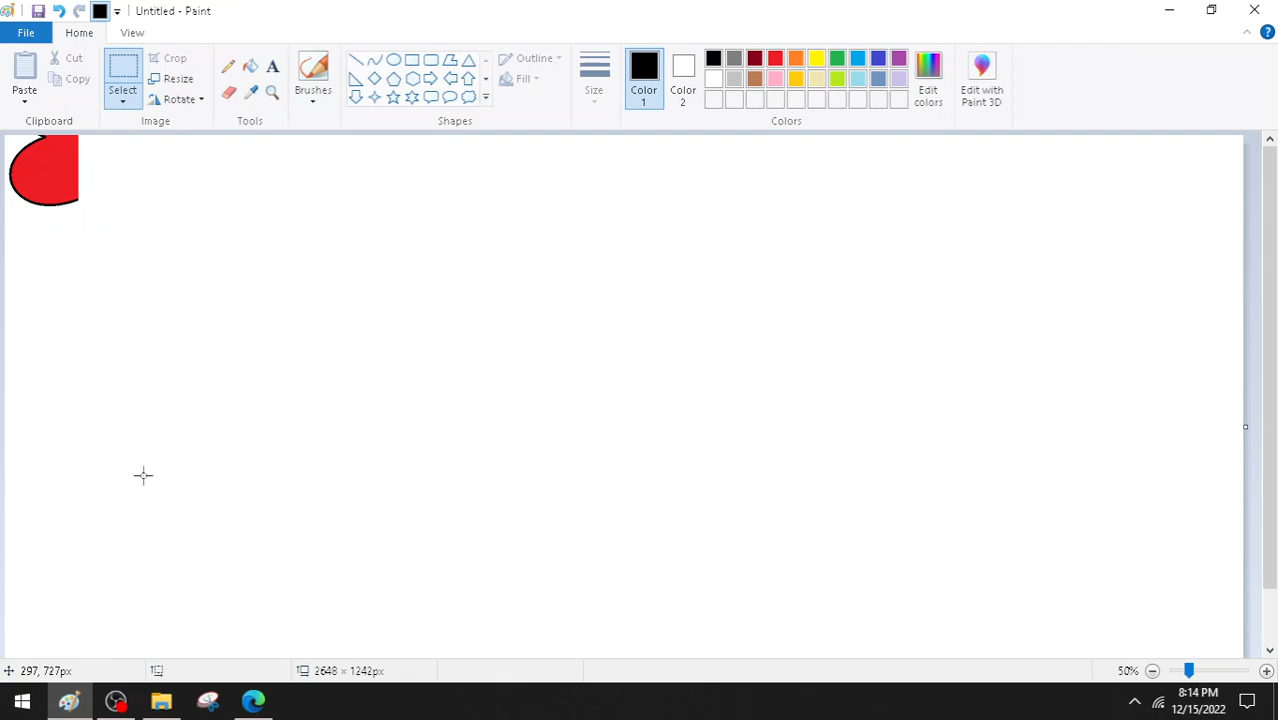 Untitled - Paint
File Home View
Paste
Cut
Copy
Clipboard
Select
Crop
Resize
Rotate
Image
A
Tools
Brushes
Shapes
Outline
Fill
Size
Color 1
Color 2
Colors
Edit colors
Edit with Paint 3D
?
297, 727px
2648 × 1242px
50%
8:14 PM
12/15/2022